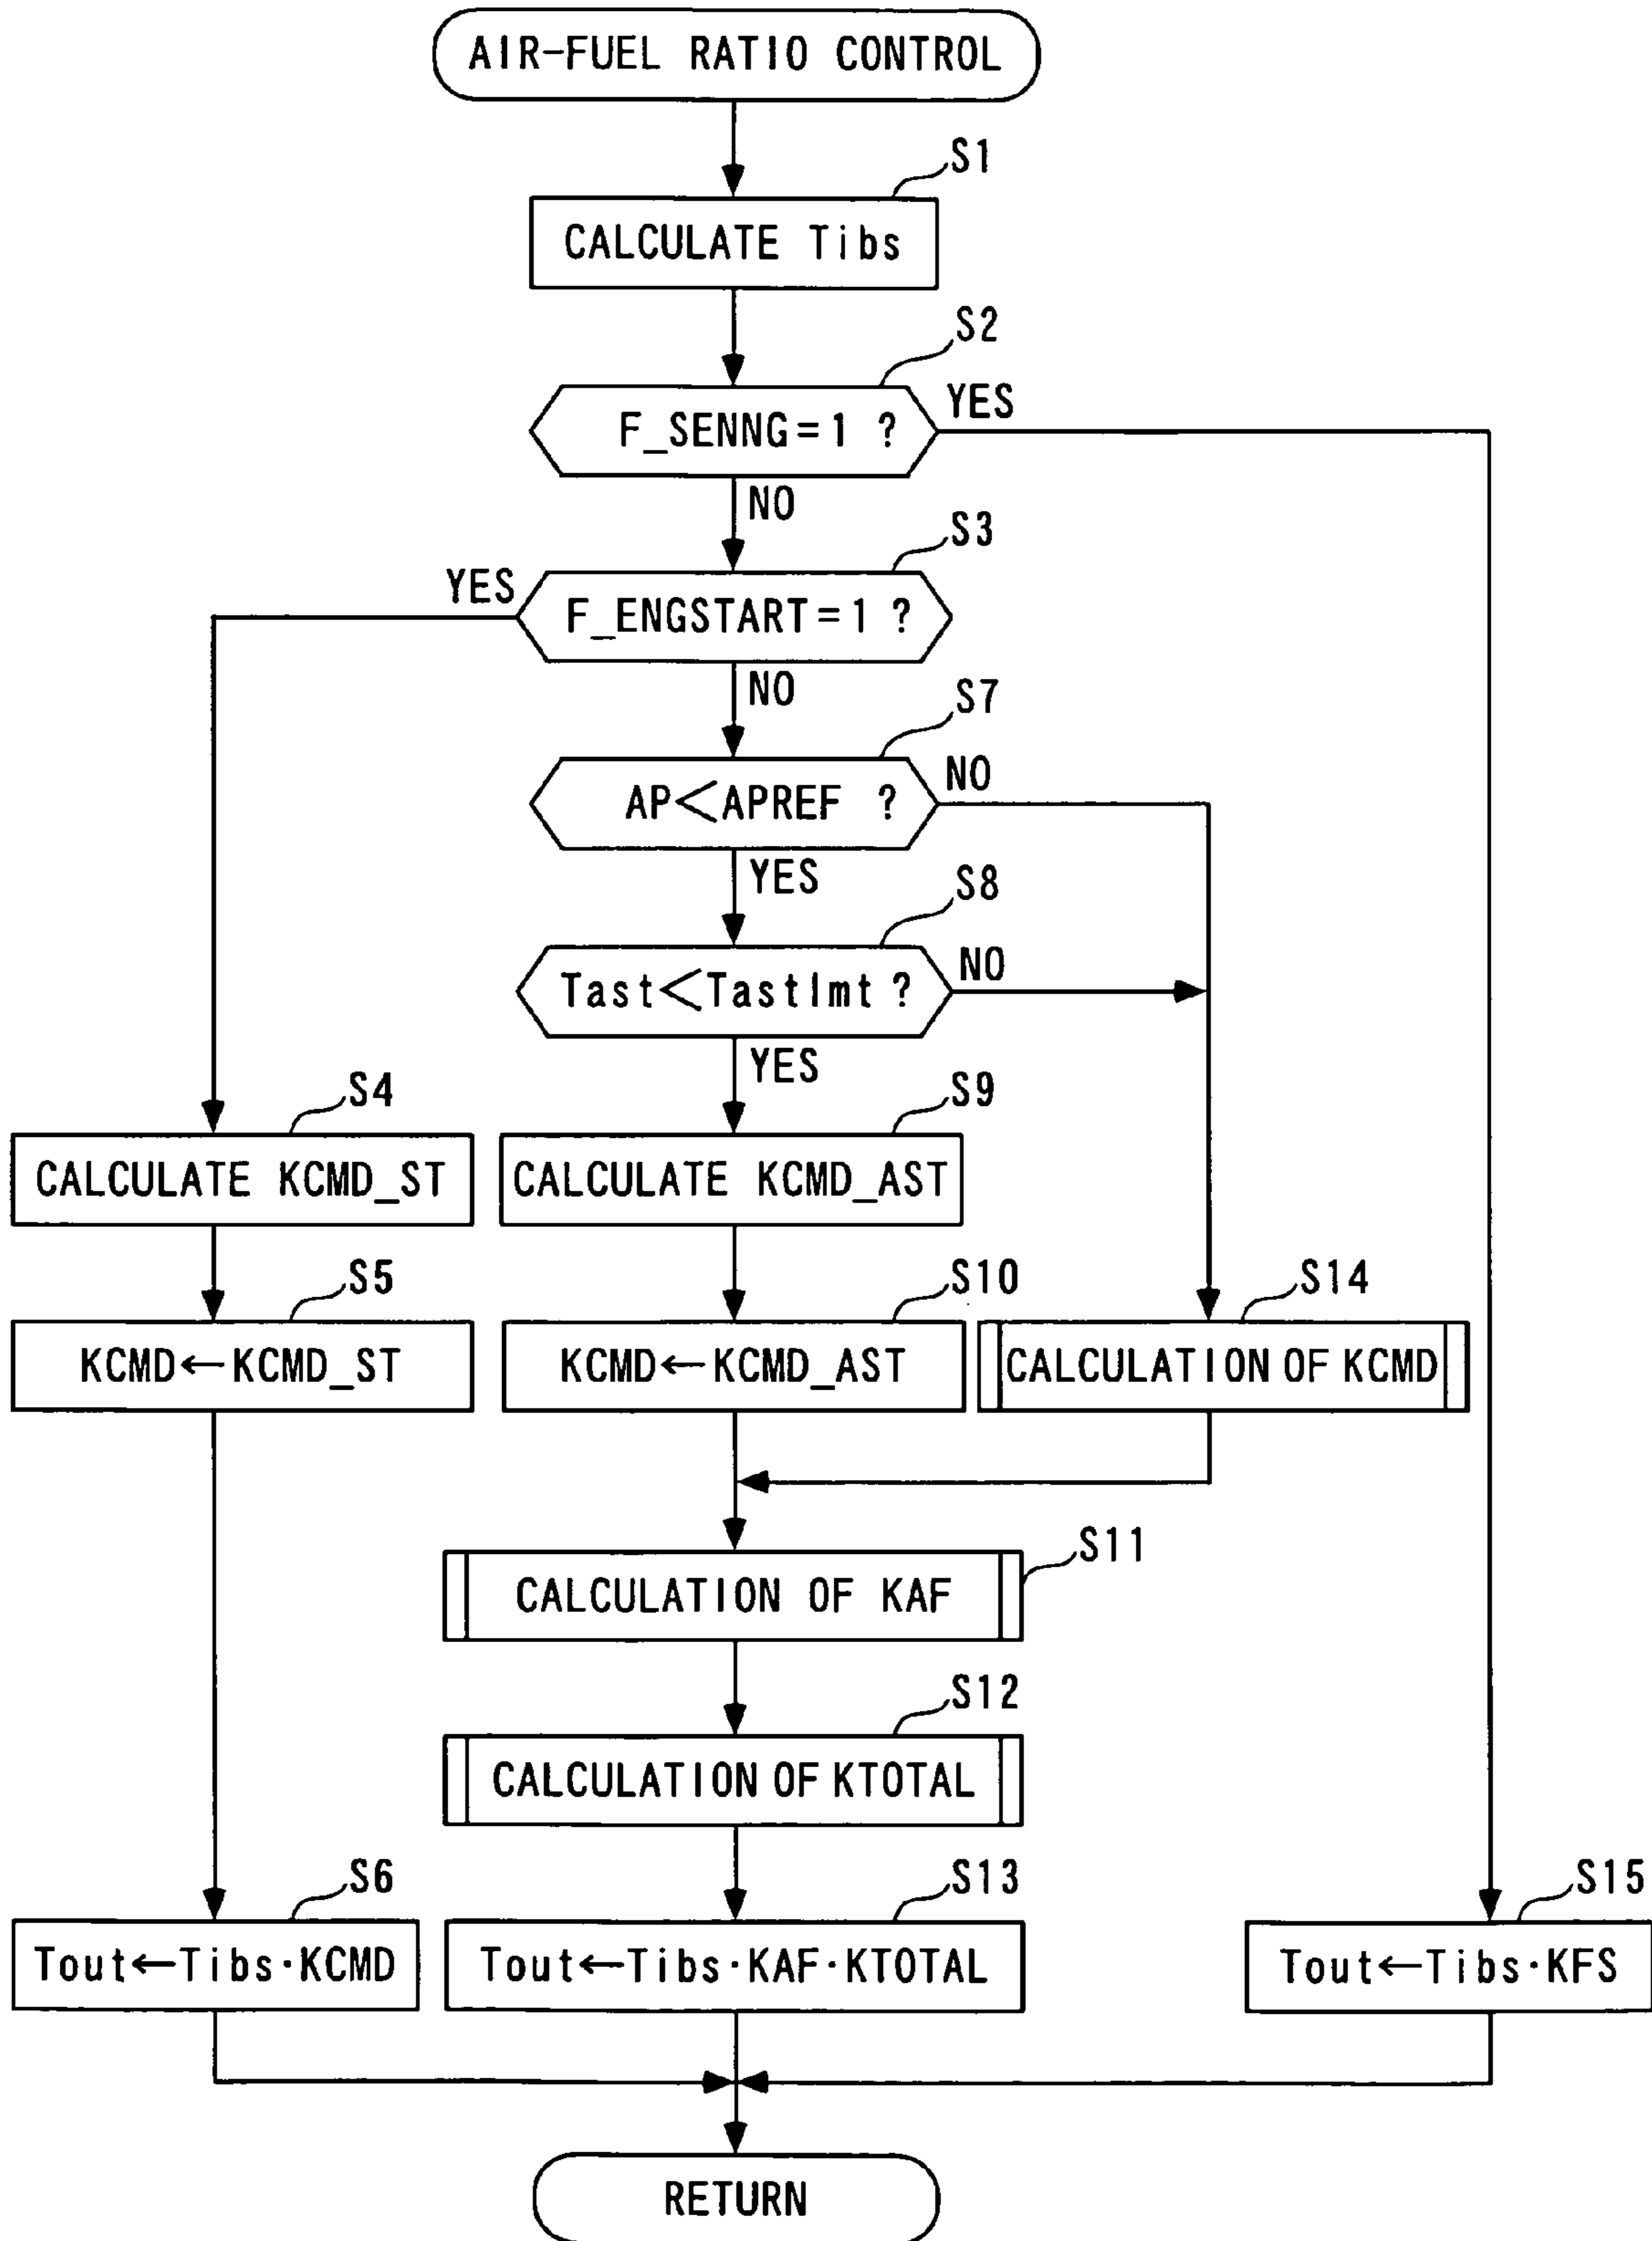 AIR-FUEL RATIO CONTROL
S1
CALCULATE Tibs
S2
F_SENNG=1 ?
YES
NO
S3
YES
F_ENGSTART=1 ?
NO
S7
AP<APREF ?
NO
YES
S8
Tast<Tastlmt ?
NO
YES
S4
S9
CALCULATE KCMD_ST
CALCULATE KCMD_AST
S5
S10
S14
KCMD←KCMD_ST
KCMD←KCMD_AST
CALCULATION OF KCMD
S11
CALCULATION OF KAF
S12
CALCULATION OF KTOTAL
S6
S13
S15
Tout←Tibs·KCMD
Tout←Tibs·KAF·KTOTAL
Tout←Tibs·KFS
RETURN